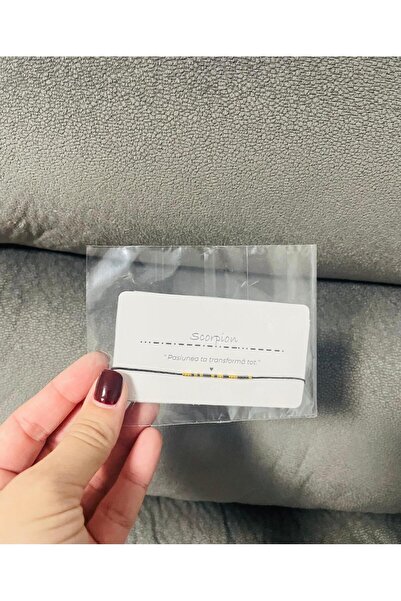 Scorpion
"Pasiunea ta transformă tot."